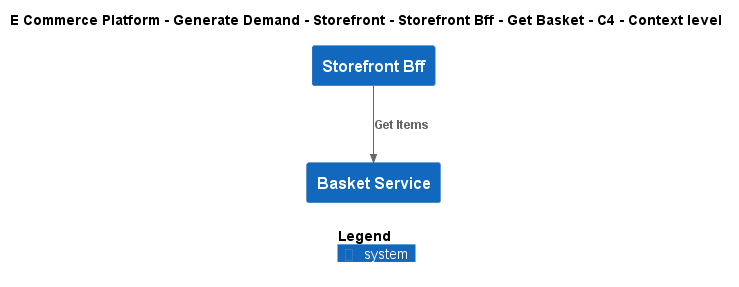 E Commerce Platform - Generate Demand - Storefront - Storefront Bff - Get Basket - C4 - Context level
Storefront Bff
Get Items
Basket Service
Legend
system